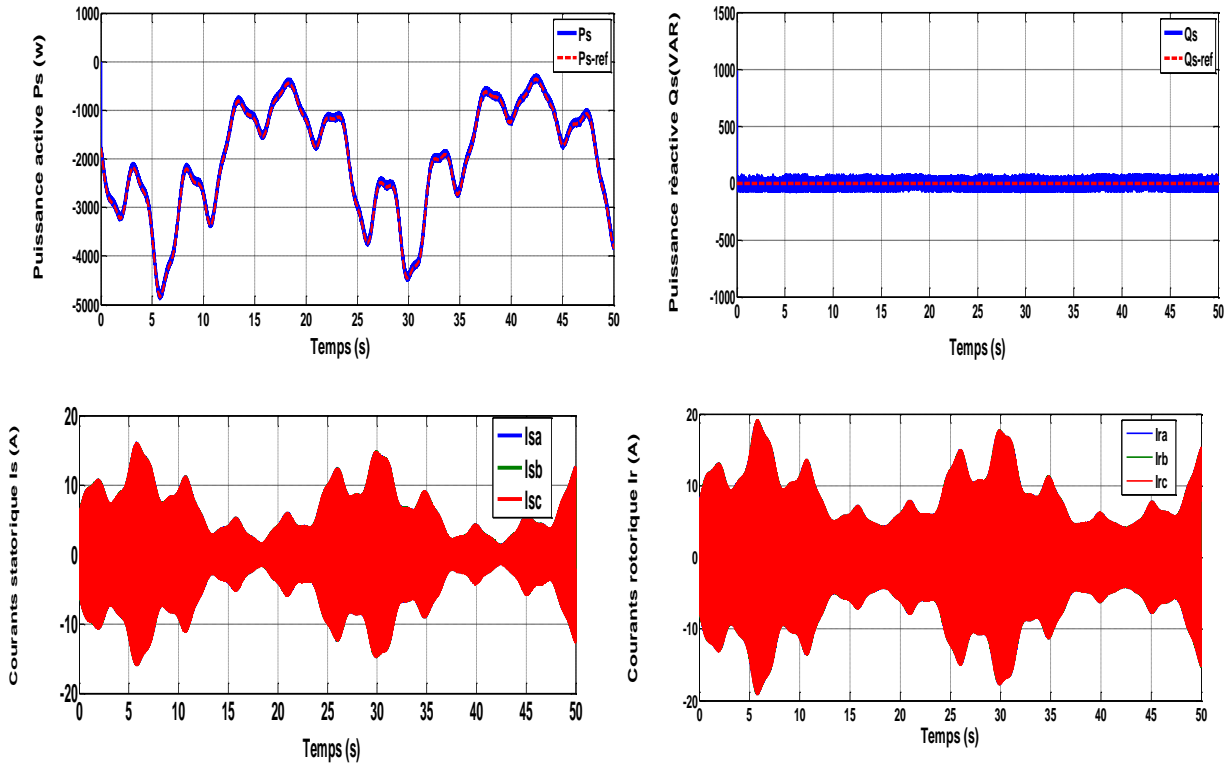 Puissance active Ps (w)
1000
0
-1000
-2000
-3000
-4000
-5000
0 5 10 15 20 25 30 35 40 45 50
Temps (s)
Ps
Ps-ref
Puissance rèactive Qs(VAR)
1500
1000
500
0
-500
-1000
0 5 10 15 20 25 30 35 40 45 50
Temps (s)
Qs
Qs-ref
Courants statorique Is (A)
20
10
0
-10
-20
0 5 10 15 20 25 30 35 40 45 50
Temps (s)
Isa
Isb
Isc
Courants rotorique Ir (A)
20
10
0
-10
-20
0 5 10 15 20 25 30 35 40 45 50
Temps (s)
Ira
Irb
Irc